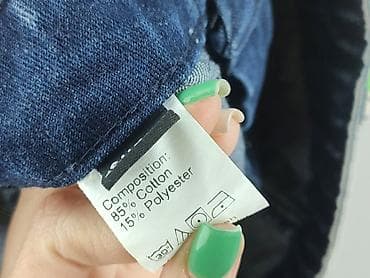 Composition:
85% Cotton
15% Polyester